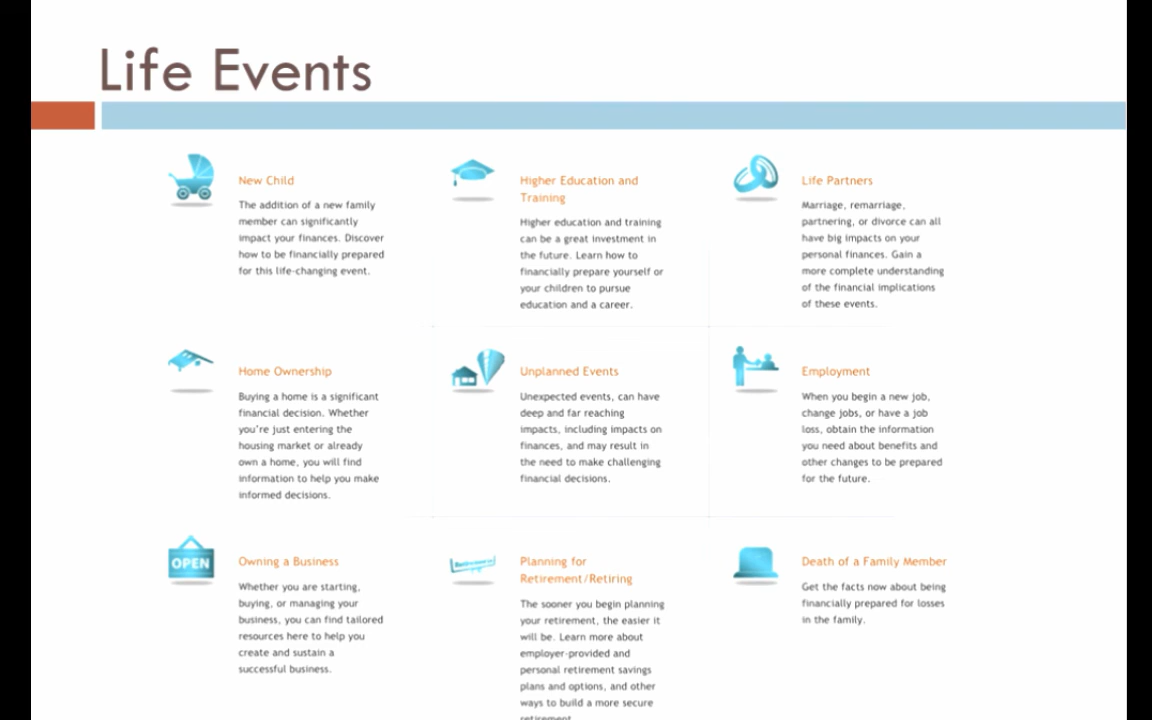 Life Events
New Child
The addition of a new family
member can significantly
impact your finances. Discover
how to be financially prepared
for this life-changing event.
Higher Education and
Training
Higher education and training
can be a great investment in
the future. Learn how to
financially prepare yourself or
your children to pursue
education and a career.
Life Partners
Marriage, remarriage,
partnering, or divorce can all
have big impacts on your
personal finances. Gain a
more complete understanding
of the financial implications
of these events.
Home Ownership
Buying a home is a significant
financial decision. Whether
you're just entering the
housing market or already
own a home, you will find
information to help you make
informed decisions.
Unplanned Events
Unexpected events, can have
deep and far reaching
impacts, including impacts on
finances, and may result in
the need to make challenging
financial decisions.
Employment
When you begin a new job,
change jobs, or have a job
loss, obtain the information
you need about benefits and
other changes to be prepared
for the future.
OPEN
Owning a Business
Whether you are starting,
buying, or managing your
business, you can find tailored
resources here to help you
create and sustain a
successful business.
Planning for
Retirement/Retiring
The sooner you begin planning
your retirement, the easier it
will be. Learn more about
employer-provided and
personal retirement savings
plans and options, and other
ways to build a more secure
retirement.
Death of a Family Member
Get the facts now about being
financially prepared for losses
in the family.